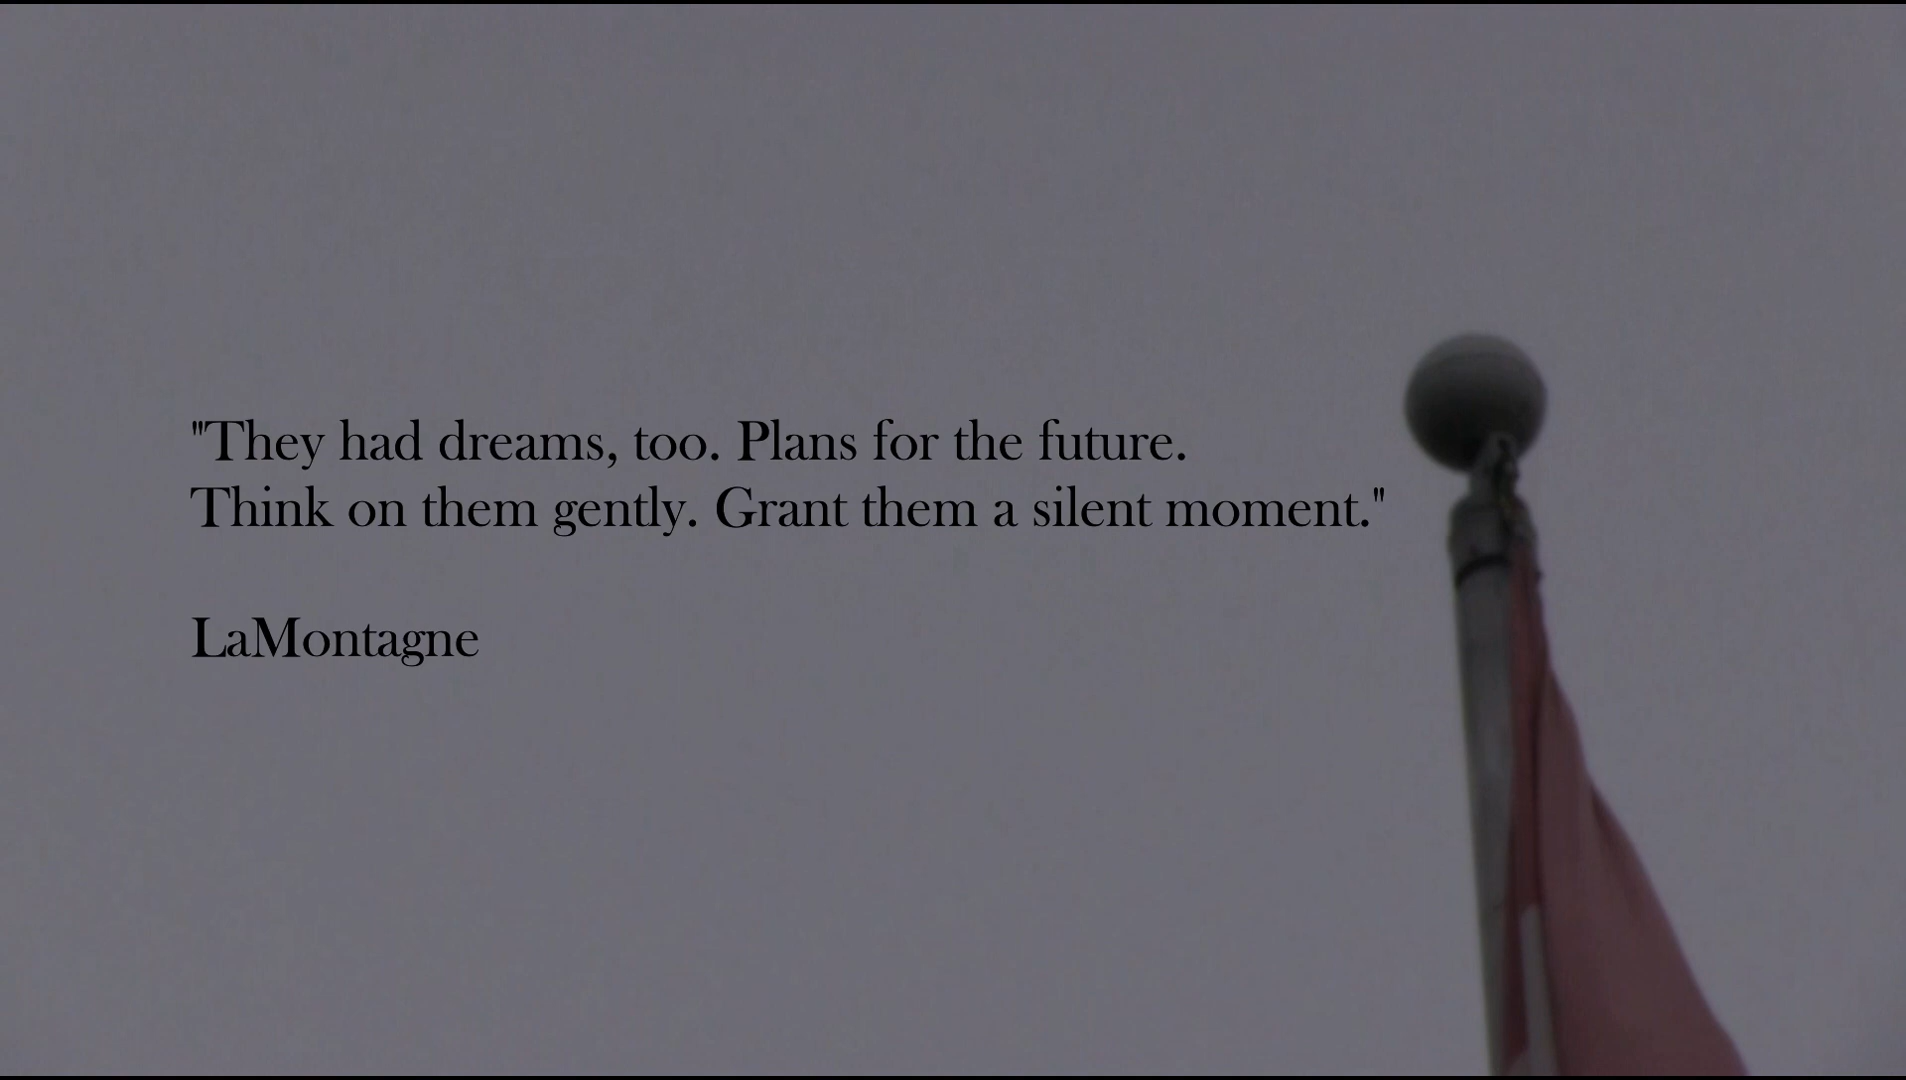 "They had dreams, too. Plans for the future.
Think on them gently. Grant them a silent moment."
LaMontagne